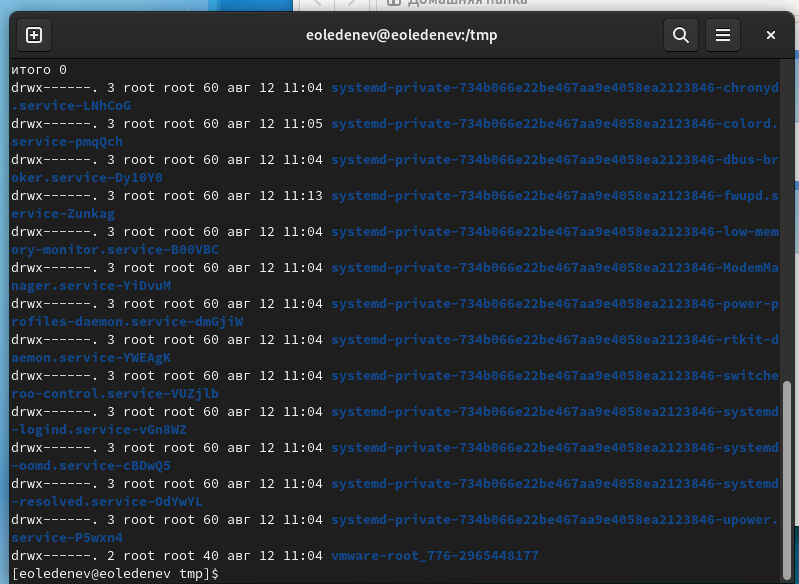 Домашняя папка
eoledenev@eoledenev:/tmp
итого 0
drwx------. 3 root root 60 авг 12 11:04 systemd-private-734b066e22be467aa9e4058ea2123846-chronyd
.service-LNhCoG
drwx------. 3 root root 60 авг 12 11:05 systemd-private-734b066e22be467aa9e4058ea2123846-colord.
service-pmqQch
drwx------. 3 root root 60 авг 12 11:04 systemd-private-734b066e22be467aa9e4058ea2123846-dbus-br
oker.service-Dy10Y0
drwx------. 3 root root 60 авг 12 11:13 systemd-private-734b066e22be467aa9e4058ea2123846-fwupd.s
ervice-Zunkag
drwx------. 3 root root 60 авг 12 11:04 systemd-private-734b066e22be467aa9e4058ea2123846-low-mem
ory-monitor.service-B00VBC
drwx------. 3 root root 60 авг 12 11:04 systemd-private-734b066e22be467aa9e4058ea2123846-ModemMa
nager.service-YiDvuM
drwx------. 3 root root 60 авг 12 11:04 systemd-private-734b066e22be467aa9e4058ea2123846-power-p
rofiles-daemon.service-dmGjiW
drwx------. 3 root root 60 авг 12 11:04 systemd-private-734b066e22be467aa9e4058ea2123846-rtkit-d
aemon.service-YWEAgK
drwx------. 3 root root 60 авг 12 11:04 systemd-private-734b066e22be467aa9e4058ea2123846-switche
roo-control.service-VUZjlb
drwx------. 3 root root 60 авг 12 11:04 systemd-private-734b066e22be467aa9e4058ea2123846-systemd
-logind.service-vGn8WZ
drwx------. 3 root root 60 авг 12 11:04 systemd-private-734b066e22be467aa9e4058ea2123846-systemd
-oomd.service-cBDwQ5
drwx------. 3 root root 60 авг 12 11:04 systemd-private-734b066e22be467aa9e4058ea2123846-systemd
-resolved.service-OdYwYL
drwx------. 3 root root 60 авг 12 11:04 systemd-private-734b066e22be467aa9e4058ea2123846-upower.
service-P5wxn4
drwx------. 2 root root 40 авг 12 11:04 vmware-root_776-2965448177
[eoledenev@eoledenev tmp]$